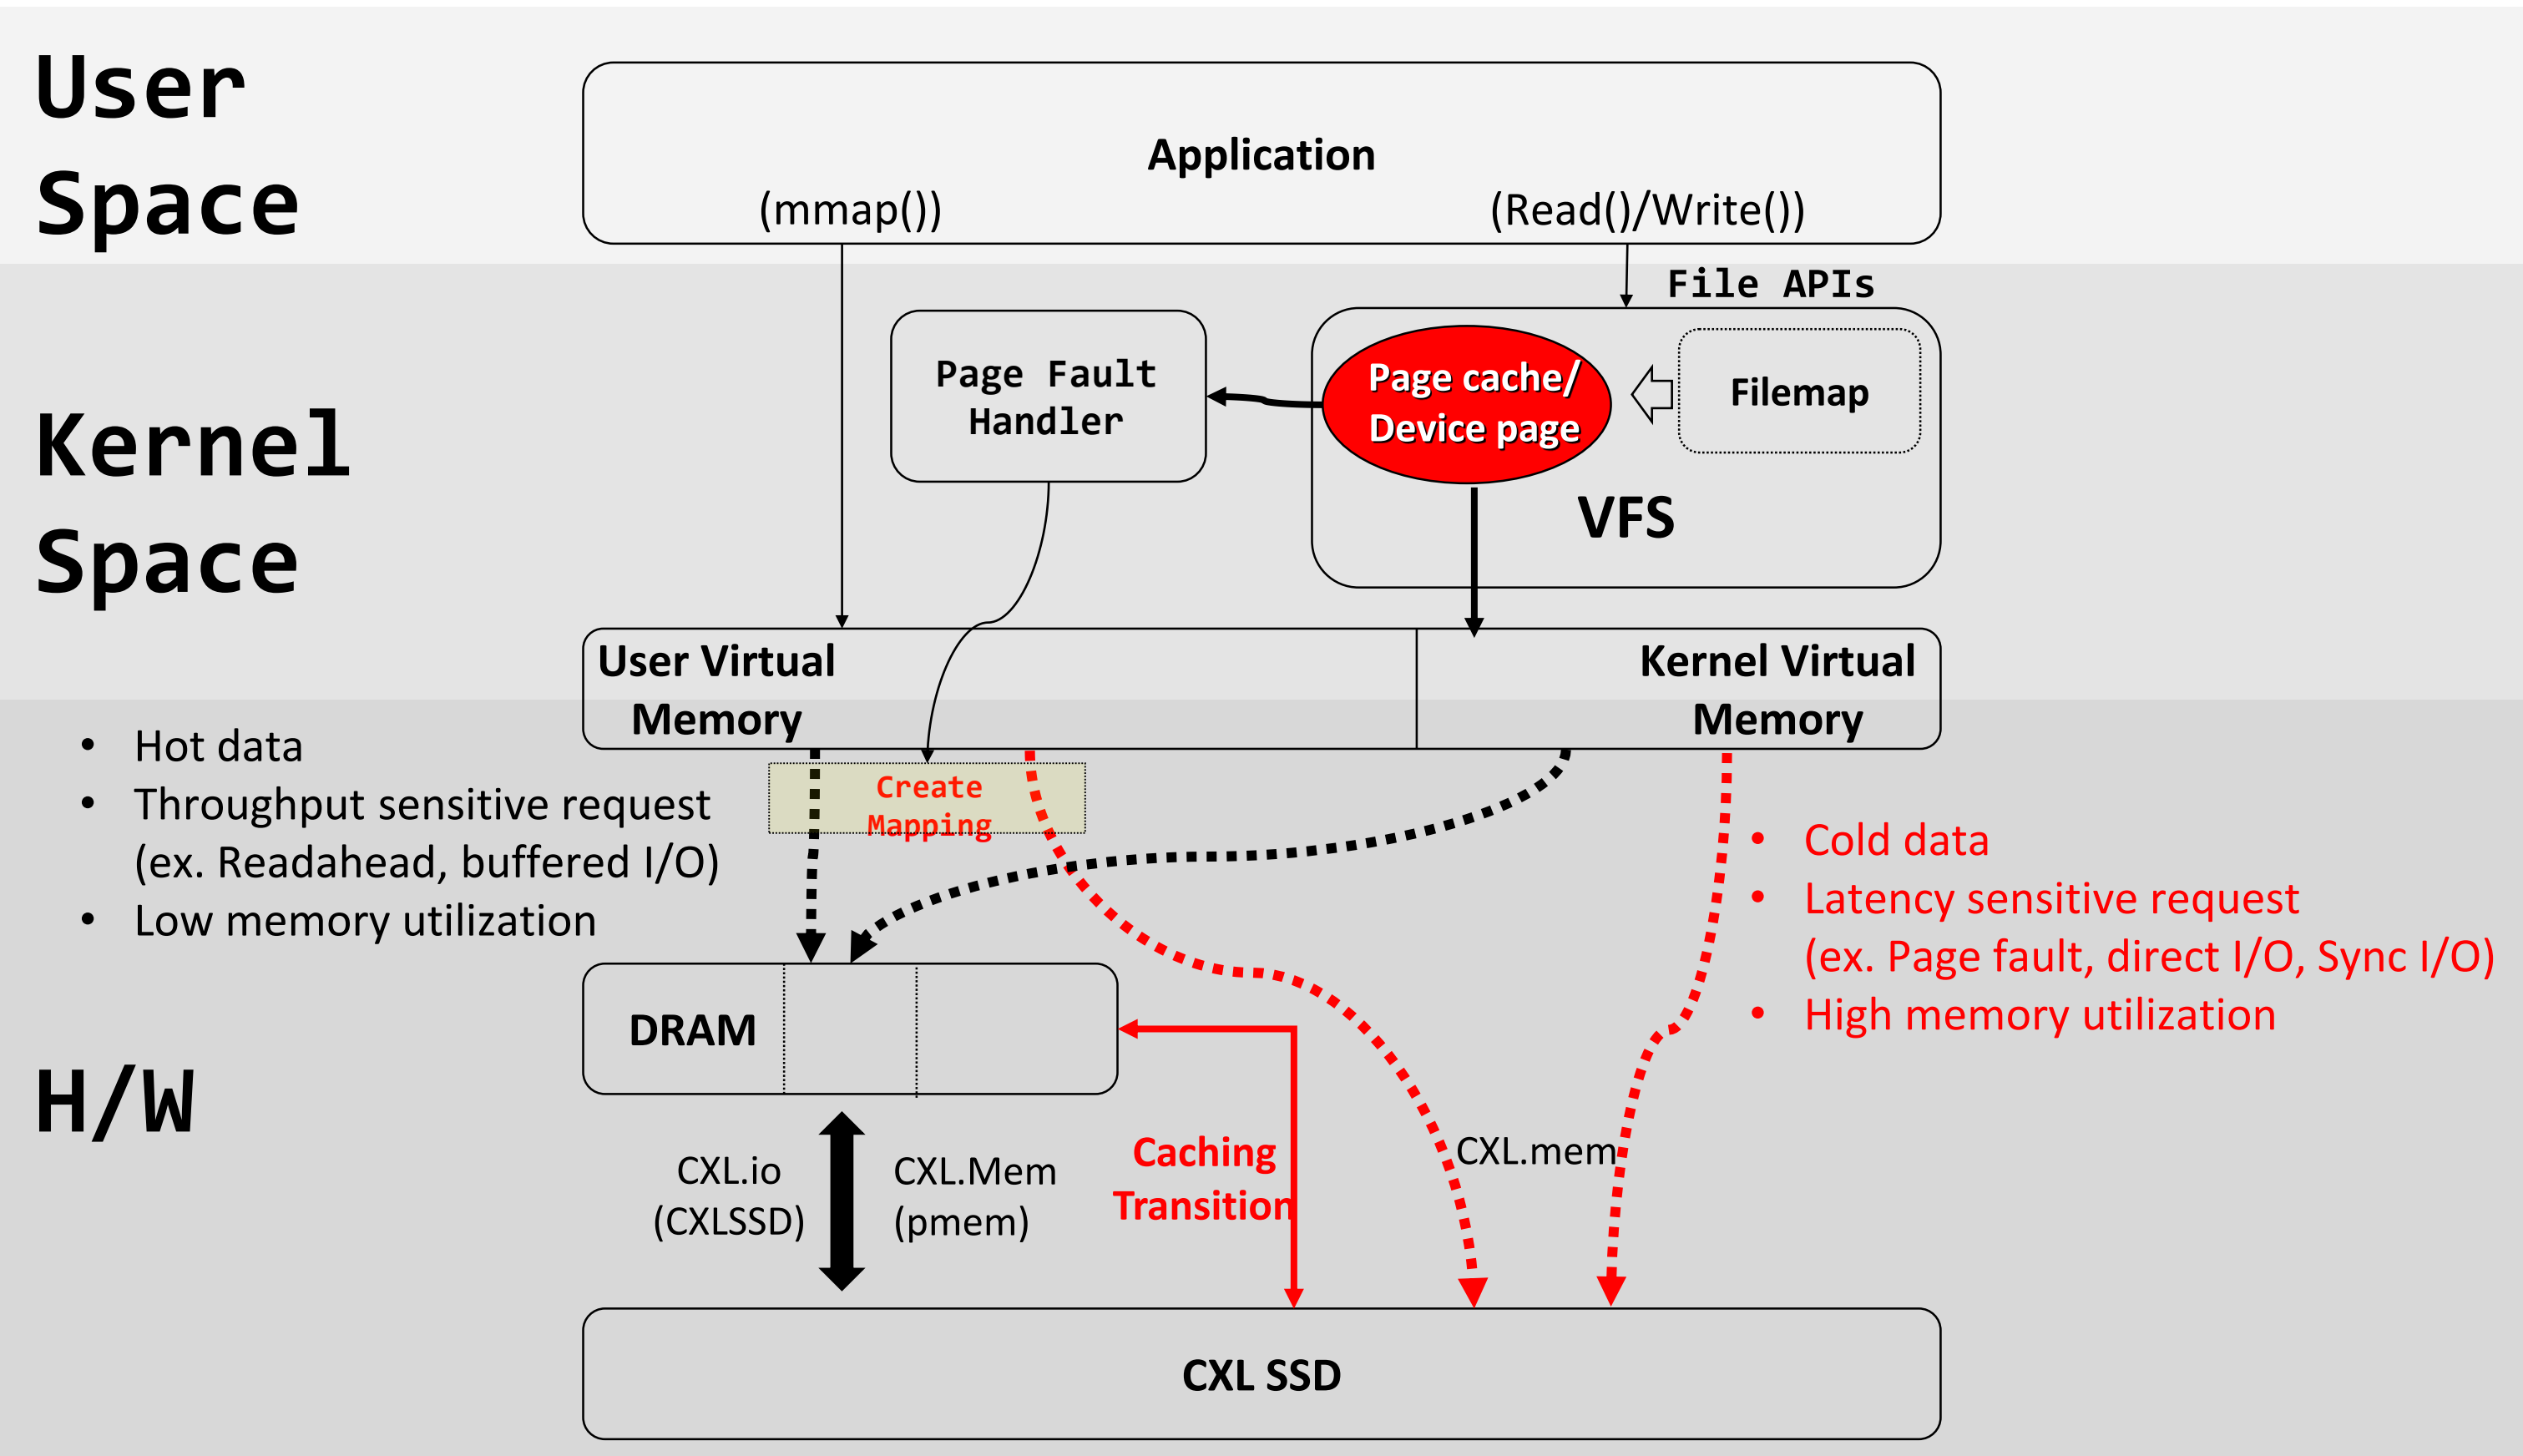 User
Space
Application
(mmap())
(Read()/Write())
File APIs
Kernel
Space
Page Fault
Handler
Page cache/
Device page
Filemap
VFS
User Virtual
Memory
Kernel Virtual
Memory
• Hot data
• Throughput sensitive request
(ex. Readahead, buffered I/O)
• Low memory utilization
Create
Mapping
• Cold data
• Latency sensitive request
(ex. Page fault, direct I/O, Sync I/O)
• High memory utilization
H/W
DRAM
CXL.io
(CXLSSD)
CXL.Mem
(pmem)
Caching
Transition
CXL.mem
CXL SSD